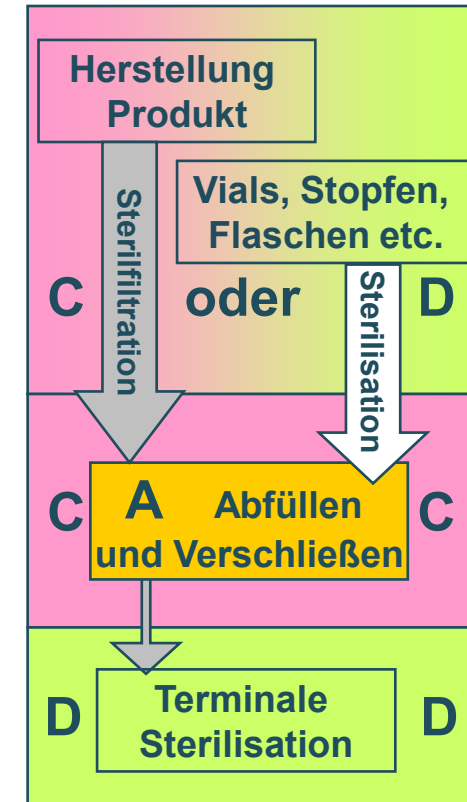 Herstellung
Produkt
Vials, Stopfen,
Flaschen etc.
Sterilfiltration
C oder D
Sterilisation
C A Abfüllen C
und Verschließen
D Terminale D
Sterilisation